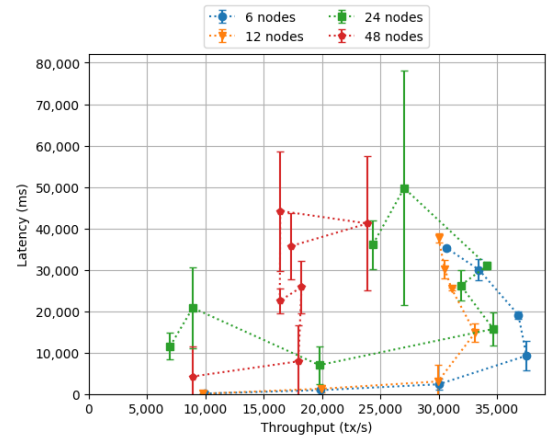 6 nodes
24 nodes
12 nodes
48 nodes
80,000
70,000
60,000
50,000
40,000
30,000
20,000
10,000
0
Latency (ms)
0
5,000
10,000
15,000
20,000
25,000
30,000
35,000
Throughput (tx/s)